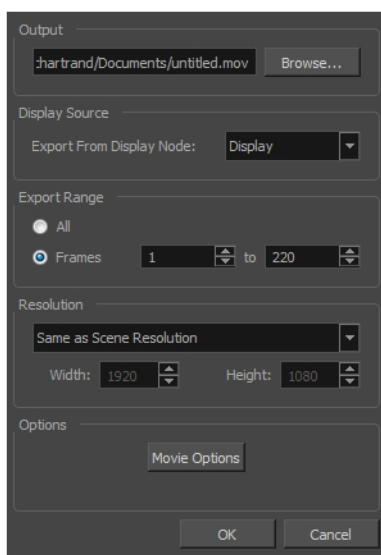 Output
:hartrand/Documents/untitled.mov Browse...
Display Source
Export From Display Node: Display
Export Range
All
Frames 1 to 220
Resolution
Same as Scene Resolution
Width: 1920 Height: 1080
Options
Movie Options
OK Cancel